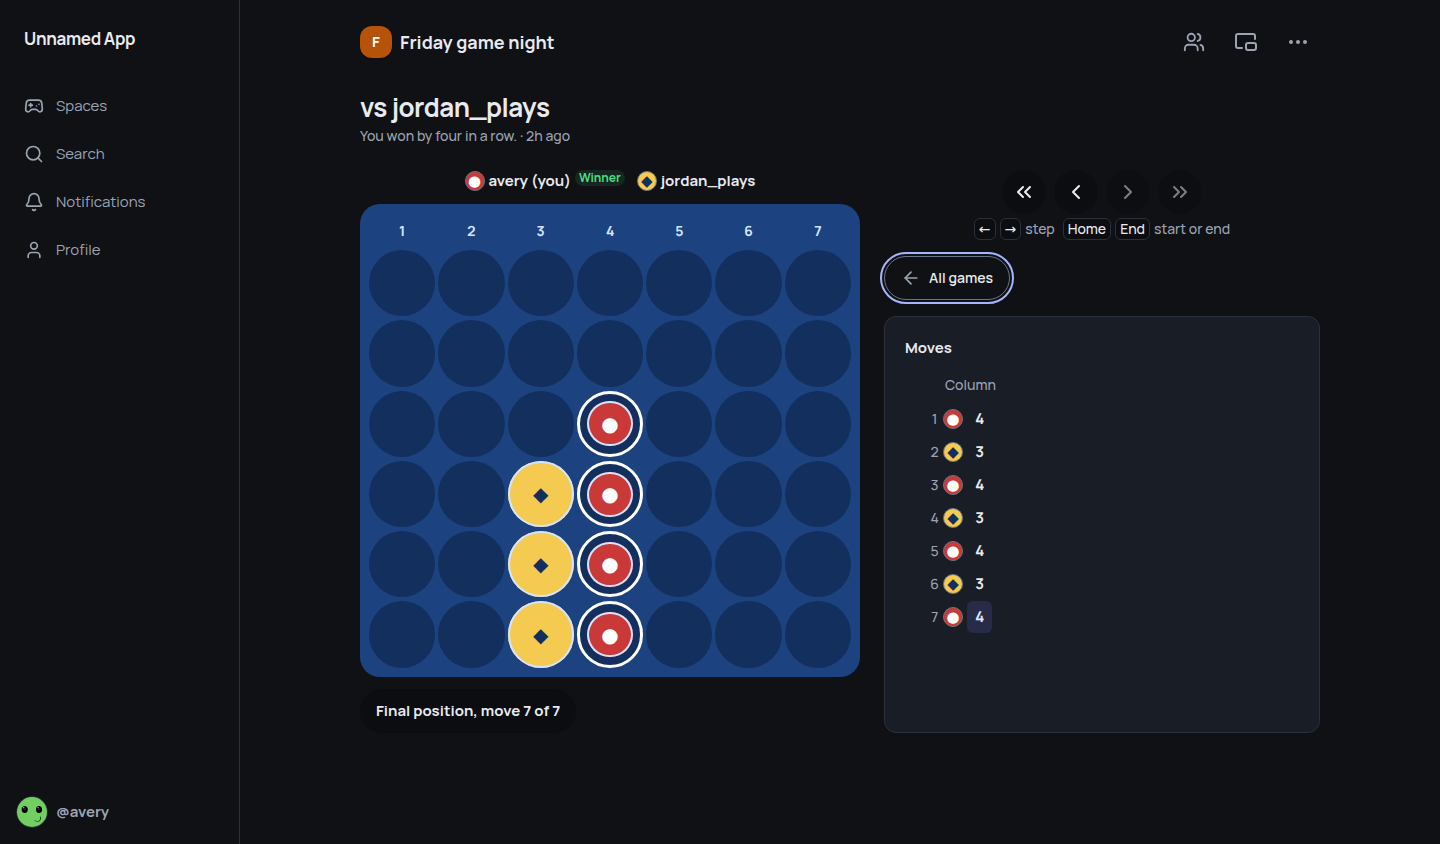 Unnamed App
Spaces
Search
Notifications
Profile
@avery
F Friday game night
vs jordan_plays
You won by four in a row. · 2h ago
avery (you) Winner jordan_plays
1 2 3 4 5 6 7
Final position, move 7 of 7
← → step Home End start or end
All games
Moves
Column
1 4
2 3
3 4
4 3
5 4
6 3
7 4